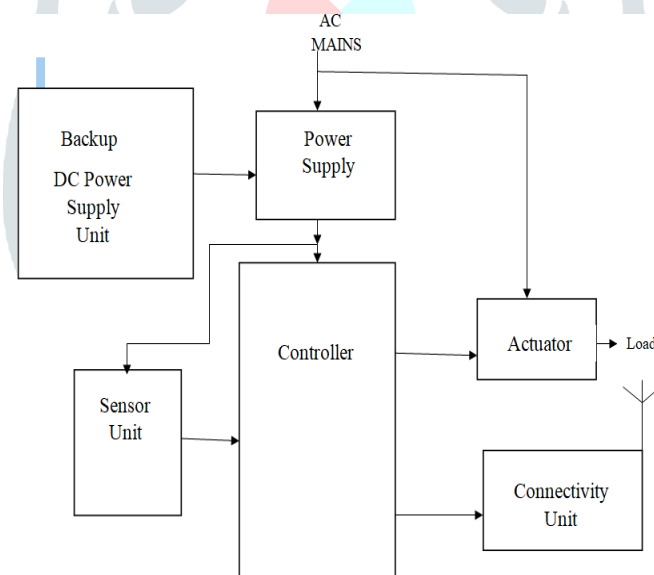 AC
MAINS
Backup
DC Power
Supply
Unit
Power
Supply
Controller
Actuator
Load
Sensor
Unit
Connectivity
Unit